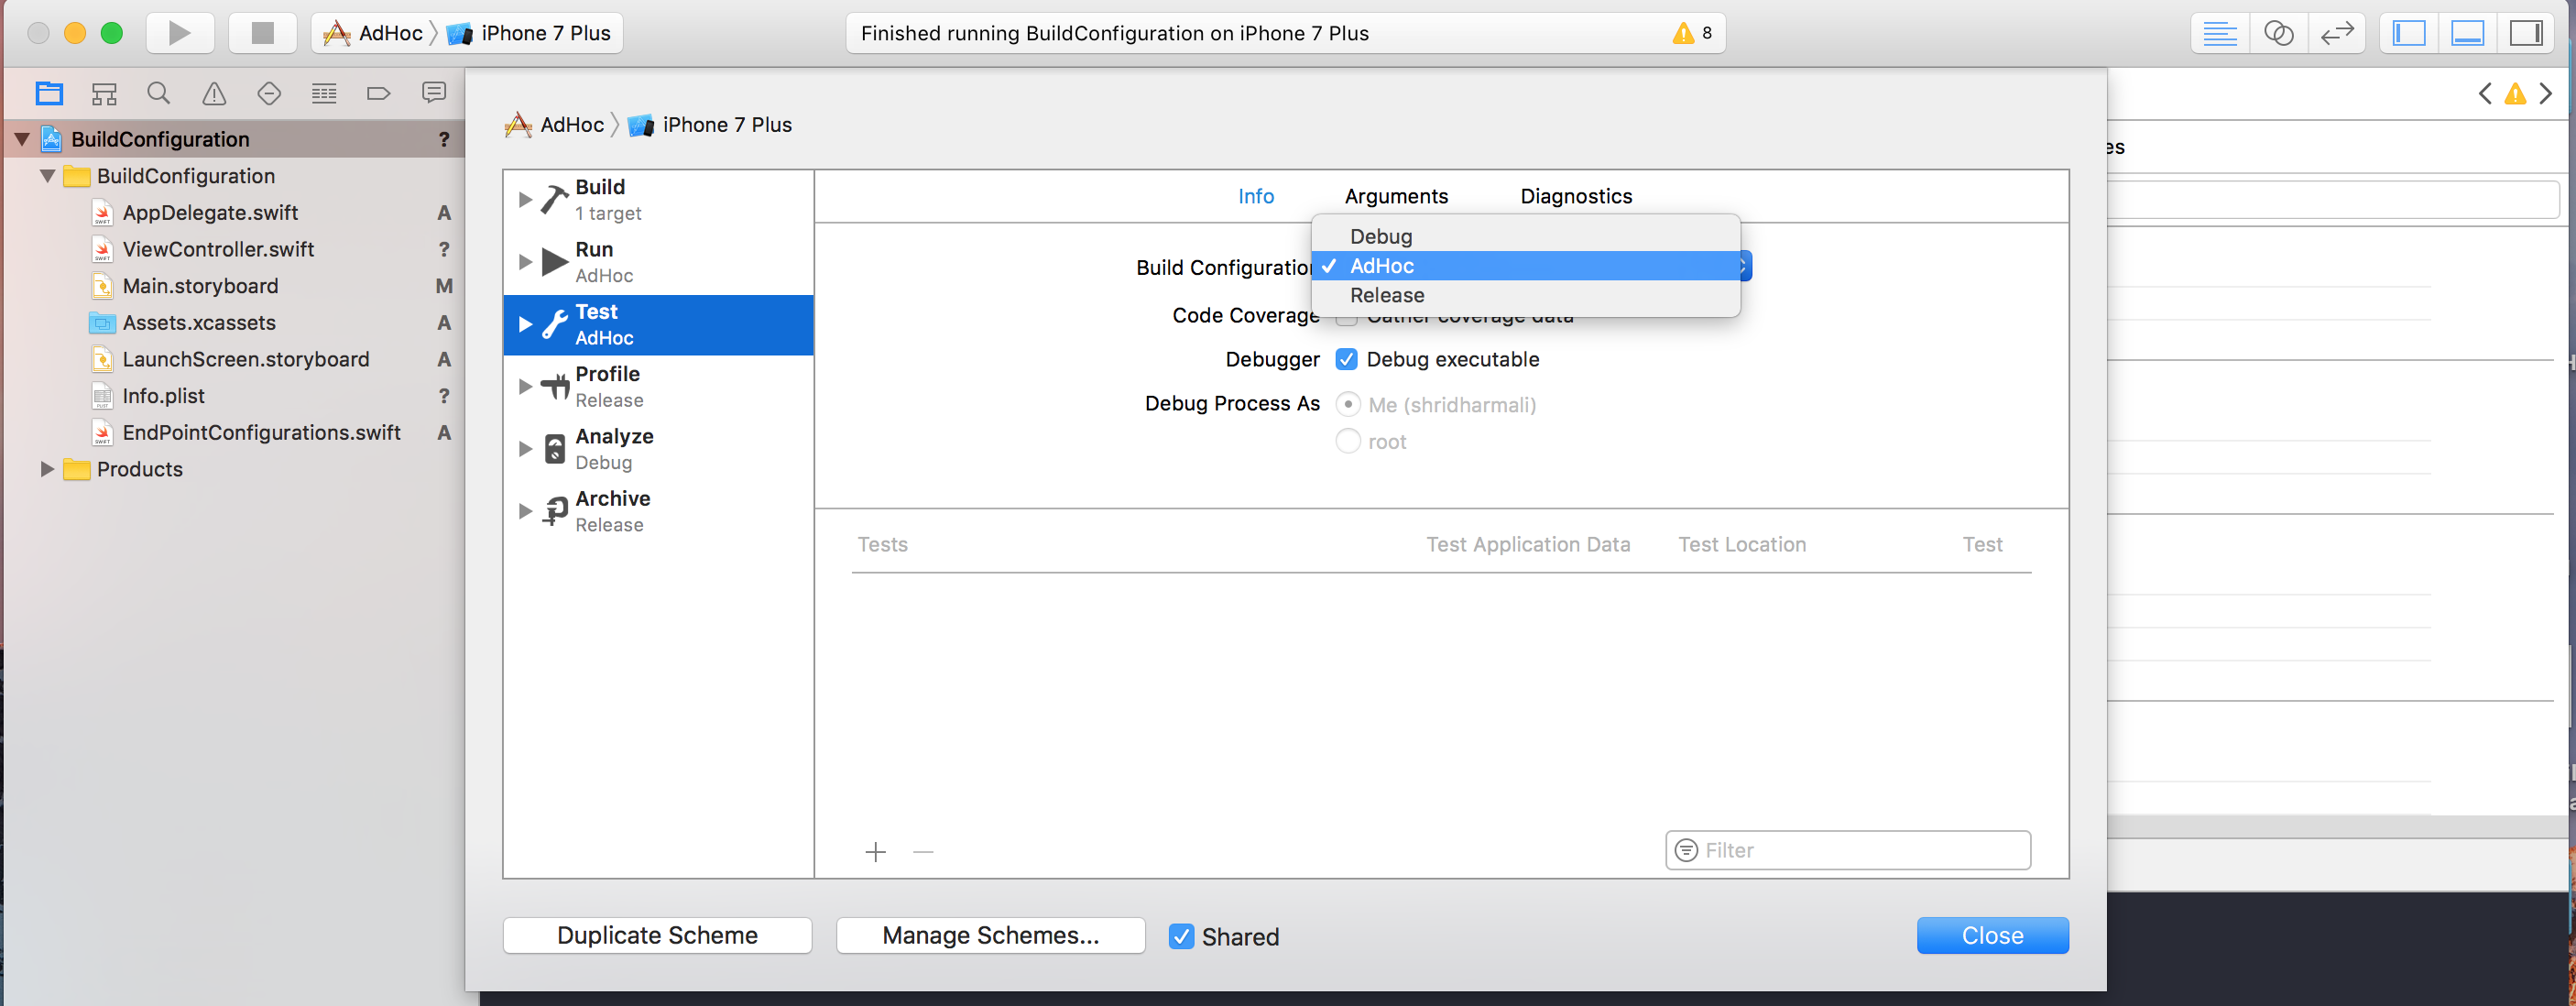 AdHoc iPhone 7 Plus
Finished running BuildConfiguration on iPhone 7 Plus
8
BuildConfiguration ?
BuildConfiguration
AppDelegate.swift A
ViewController.swift ?
Main.storyboard M
Assets.xcassets A
LaunchScreen.storyboard A
Info.plist ?
EndPointConfigurations.swift A
Products
AdHoc iPhone 7 Plus
Build
1 target
Run
AdHoc
Test
AdHoc
Profile
Release
Analyze
Debug
Archive
Release
Info Arguments Diagnostics
Build Configuration
Debug
AdHoc
Release
Code Coverage Gather coverage data
Debugger Debug executable
Debug Process As Me (shridharmali)
root
Tests Test Application Data Test Location Test
Filter
Duplicate Scheme Manage Schemes... Shared Close
es